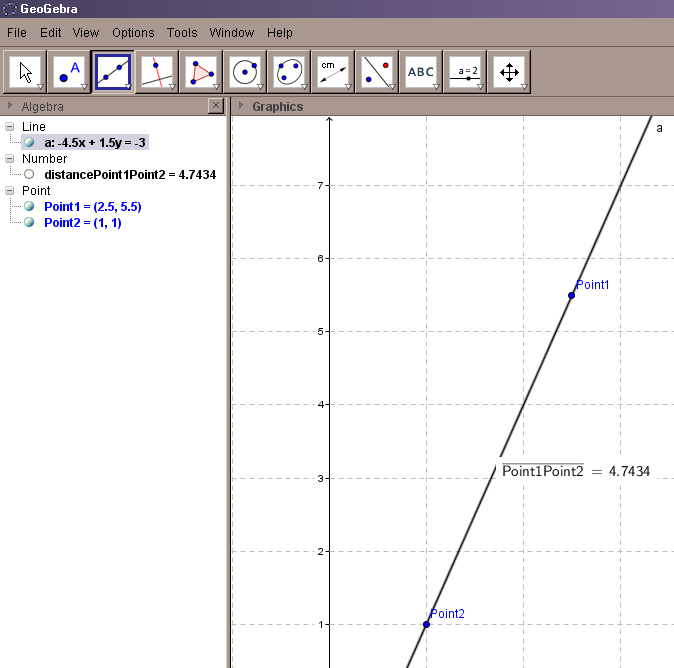 GeoGebra
File Edit View Options Tools Window Help
A cm ABC a=2
Algebra
Graphics
Line
a: -4.5x + 1.5y = -3
Number
distancePoint1Point2 = 4.7434
Point
Point1 = (2.5, 5.5)
Point2 = (1, 1)
a
7
6
Point1
5
4
3
Point1Point2 = 4.7434
2
Point2
1